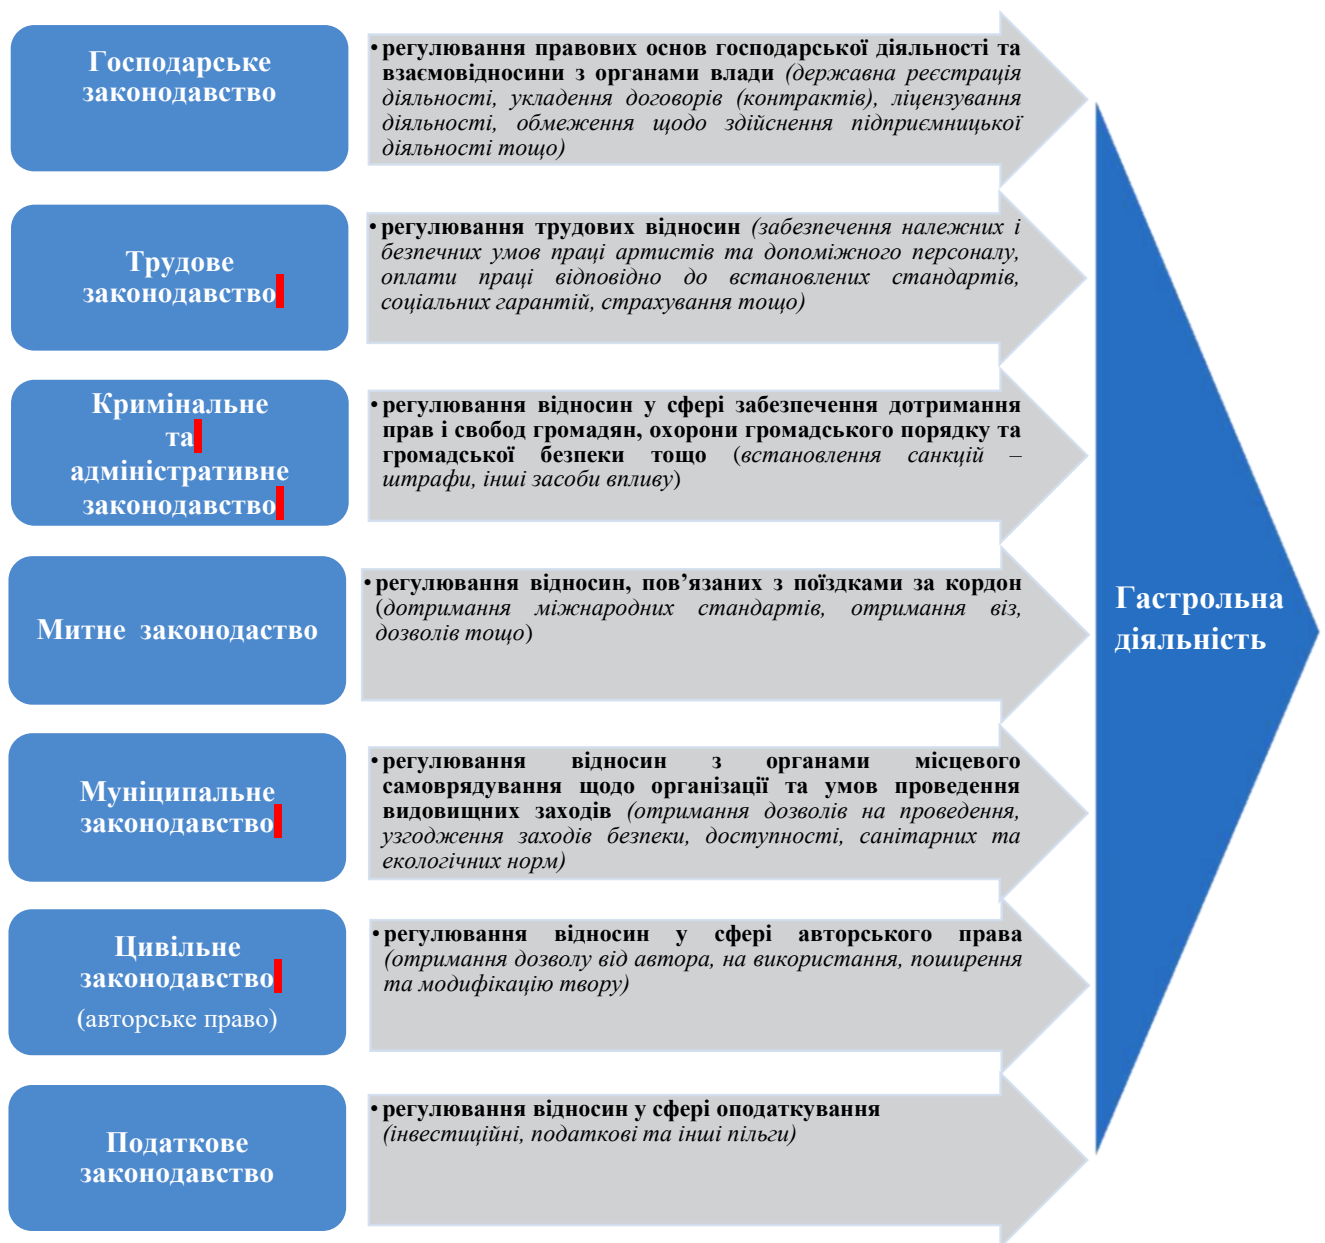 Господарське
законодавство
• регулювання правових основ господарської діяльності та
взаємовідносини з органами влади (державна реєстрація
діяльності, укладення договорів (контрактів), ліцензування
діяльності, обмеження щодо здійснення підприємницької
діяльності тощо)
Трудове
законодавство
• регулювання трудових відносин (забезпечення належних і
безпечних умов праці артистів та допоміжного персоналу,
оплати праці відповідно до встановлених стандартів,
соціальних гарантій, страхування тощо)
Кримінальне
та
адміністративне
законодавство
• регулювання відносин у сфері забезпечення дотримання
прав і свобод громадян, охорони громадського порядку та
громадської безпеки тощо (встановлення санкцій –
штрафи, інші засоби впливу)
Митне законодаство
• регулювання відносин, пов’язаних з поїздками за кордон
(дотримання міжнародних стандартів, отримання віз,
дозволів тощо)
Муніципальне
законодавство
• регулювання відносин з органами місцевого
самоврядування щодо організації та умов проведення
видовищних заходів (отримання дозволів на проведення,
узгодження заходів безпеки, доступності, санітарних та
екологічних норм)
Цивільне
законодавство
(авторське право)
• регулювання відносин у сфері авторського права
(отримання дозволу від автора, на використання, поширення
та модифікацію твору)
Податкове
законодавство
• регулювання відносин у сфері оподаткування
(інвестиційні, податкові та інші пільги)
Гастрольна
діяльність